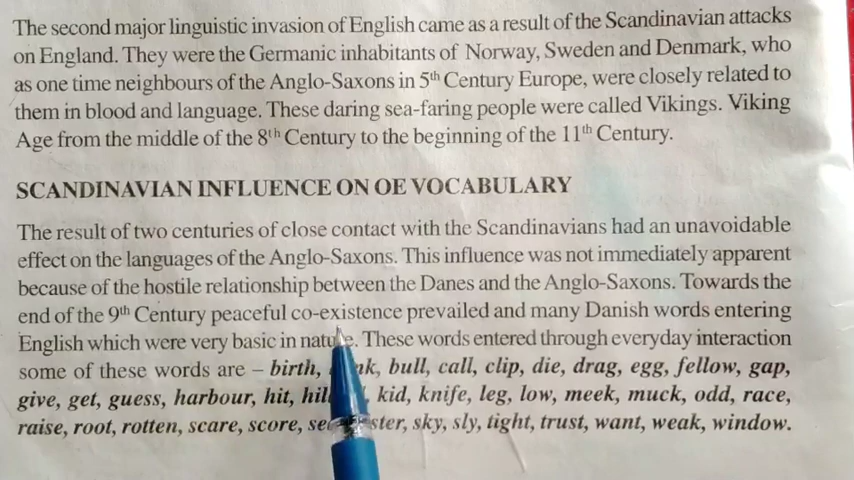 The second major linguistic invasion of English came as a result of the Scandinavian attacks
on England. They were the Germanic inhabitants of Norway, Sweden and Denmark, who
as one time neighbours of the Anglo-Saxons in 5th Century Europe, were closely related to
them in blood and language. These daring sea-faring people were called Vikings. Viking
Age from the middle of the 8th Century to the beginning of the 11th Century.
SCANDINAVIAN INFLUENCE ON OE VOCABULARY
The result of two centuries of close contact with the Scandinavians had an unavoidable
effect on the languages of the Anglo-Saxons. This influence was not immediately apparent
because of the hostile relationship between the Danes and the Anglo-Saxons. Towards the
end of the 9th Century peaceful co-existence prevailed and many Danish words entering
English which were very basic in nature. These words entered through everyday interaction
some of these words are – birth, bull, call, clip, die, drag, egg, fellow, gap,
give, get, guess, harbour, hit, kid, knife, leg, low, meek, muck, odd, race,
raise, root, rotten, scare, score, sky, sly, tight, trust, want, weak, window.